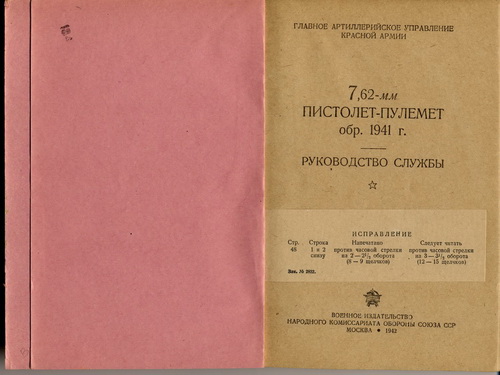 ГЛАВНОЕ АРТИЛЛЕРИЙСКОЕ УПРАВЛЕНИЕ
КРАСНОЙ АРМИИ
7,62-мм
ПИСТОЛЕТ-ПУЛЕМЕТ
обр. 1941 г.
РУКОВОДСТВО СЛУЖБЫ
ИСПРАВЛЕНИЕ
Стр. Строка Напечатано Следует читать
48 1 и 2 против часовой стрелки против часовой стрелки
снизу на 2—2½ оборота на 3—3½ оборота
(8—9 щелчков) (12—15 щелчков)
Зак. №
ВОЕННОЕ ИЗДАТЕЛЬСТВО
НАРОДНОГО КОМИССАРИАТА ОБОРОНЫ СОЮЗА ССР
МОСКВА • 1942